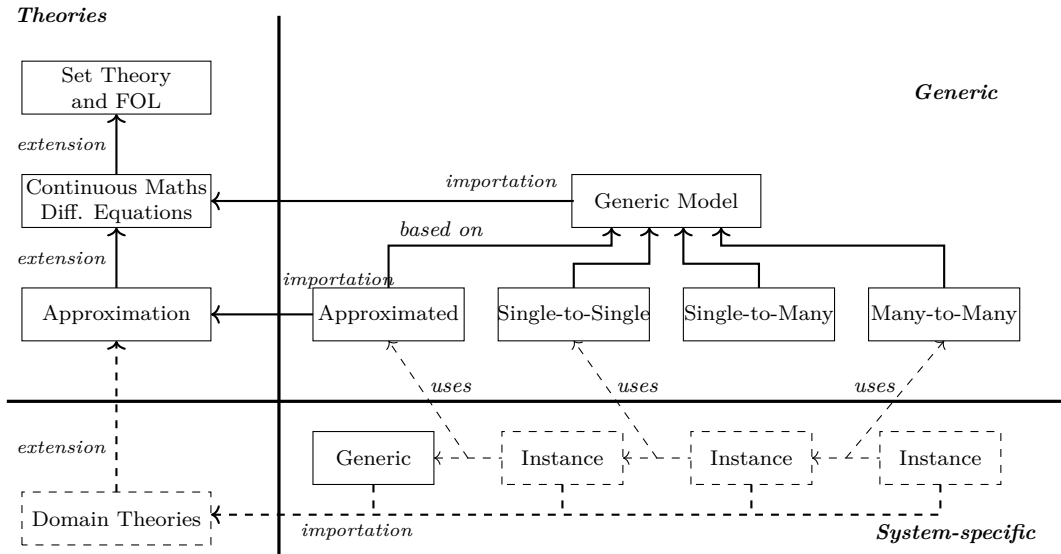 Theories
Set Theory
and FOL
Generic
extension
Continuous Maths
Diff. Equations
importation
Generic Model
based on
extension
importation
Approximation
Approximated
Single-to-Single
Single-to-Many
Many-to-Many
uses
uses
uses
extension
Generic
Instance
Instance
Instance
Domain Theories
importation
System-specific